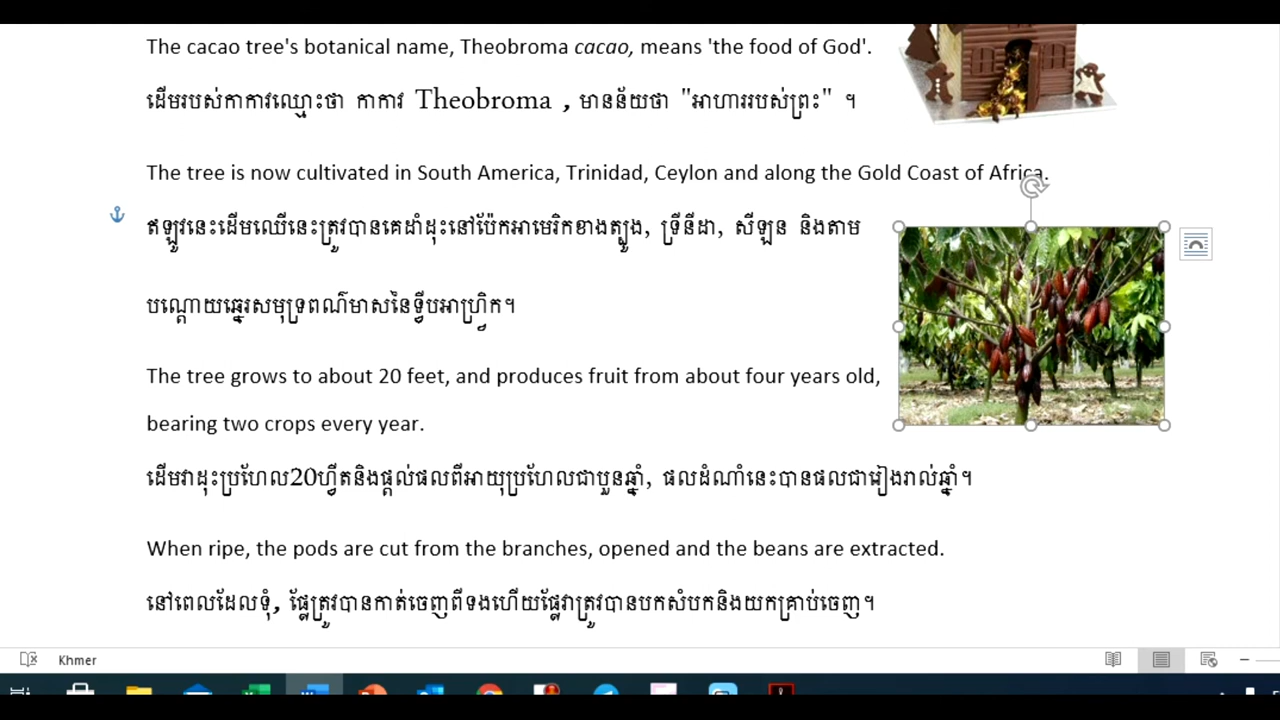 The cacao tree's botanical name, Theobroma cacao, means 'the food of God'.
ដើមរបស់កាកាវឈ្មោះថា កាកាវ Theobroma , មានន័យថា "អាហាររបស់ព្រះ" ។
The tree is now cultivated in South America, Trinidad, Ceylon and along the Gold Coast of Africa.
ឥឡូវនេះដើមឈើនេះត្រូវបានគេដាំដុះនៅប៉ែកអាមេរិកខាងត្បូង, ទ្រីនីដា, សីឡន និងតាម
បណ្តោយឆ្នេរសមុទ្រពណ៌មាសនៃទ្វីបអាហ្វ្រិក។
The tree grows to about 20 feet, and produces fruit from about four years old,
bearing two crops every year.
ដើមវាដុះប្រហែល20ហ្វីតនិងផ្តល់ផលពីអាយុប្រហែលជាបួនឆ្នាំ, ផលដំណាំនេះបានផលជារៀងរាល់ឆ្នាំ។
When ripe, the pods are cut from the branches, opened and the beans are extracted.
នៅពេលដែលទុំ, ផ្លែត្រូវបានកាត់ចេញពីទងហើយផ្លែវាត្រូវបានបកសំបកនិងយកគ្រាប់ចេញ។
Khmer